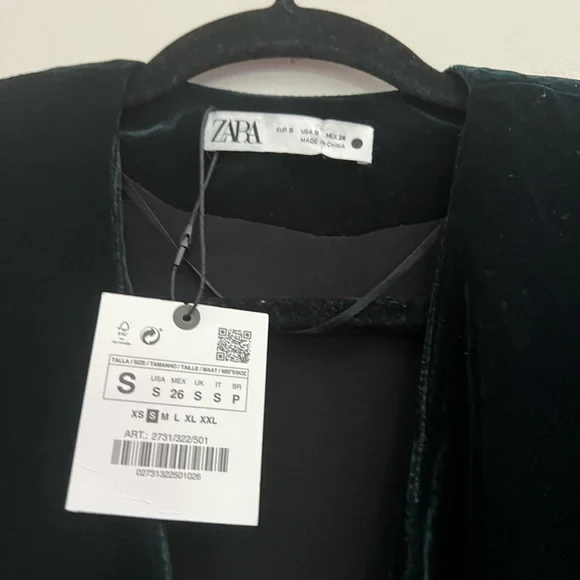 ZARA
EUR S USA S MEX 26
MADE IN CHINA
TALLA / SIZE / TAMANHO / TAILLE / MAAT / ΜΕΓΕΘΟΣ
S
USA MEX UK IT BR
S 26 S S P
XS S M L XL XXL
ART.: 2731/322/501
02731322501026